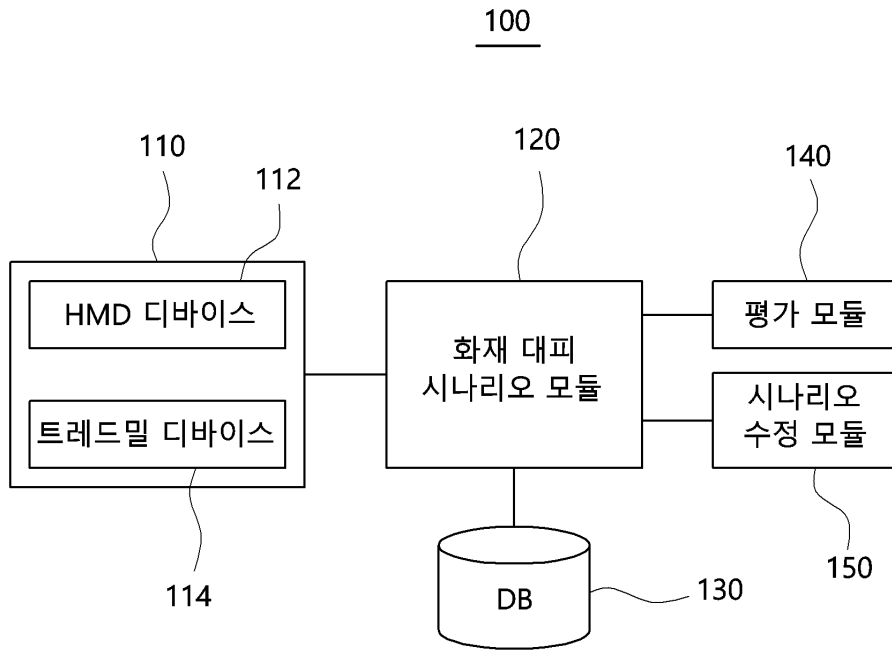 100
110
112
120
140
HMD 디바이스
트레드밀 디바이스
화재 대피
시나리오 모듈
평가 모듈
시나리오
수정 모듈
114
DB
130
150